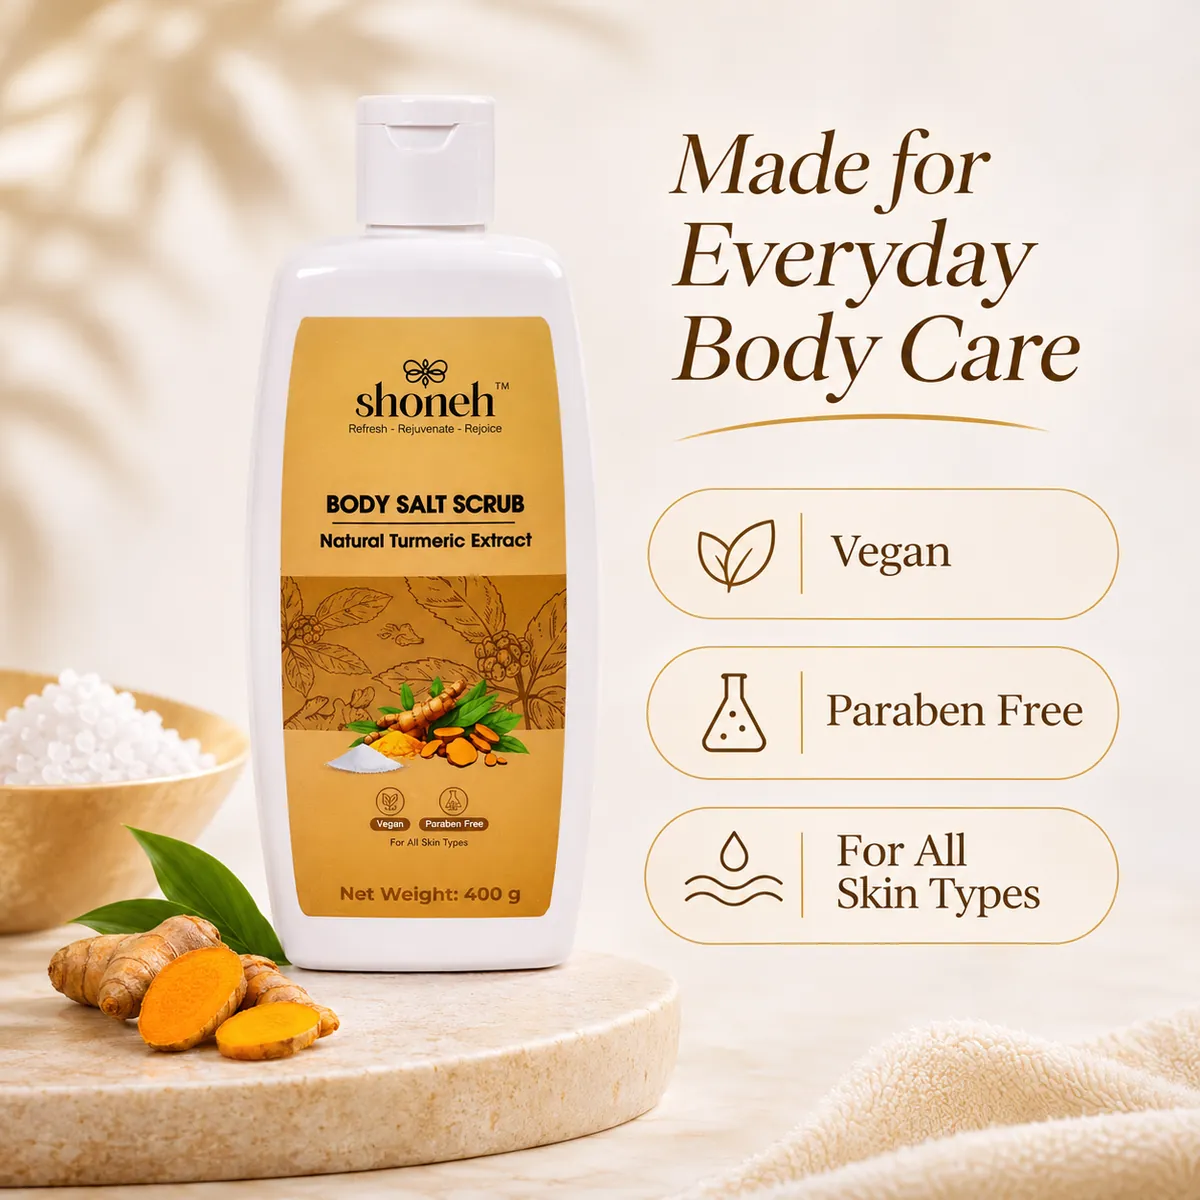 shoneh™
Refresh - Rejuvenate - Rejoice
BODY SALT SCRUB
Natural Turmeric Extract
Vegan
Paraben Free
For All Skin Types
Net Weight: 400 g
Made for
Everyday
Body Care
Vegan
Paraben Free
For All
Skin Types